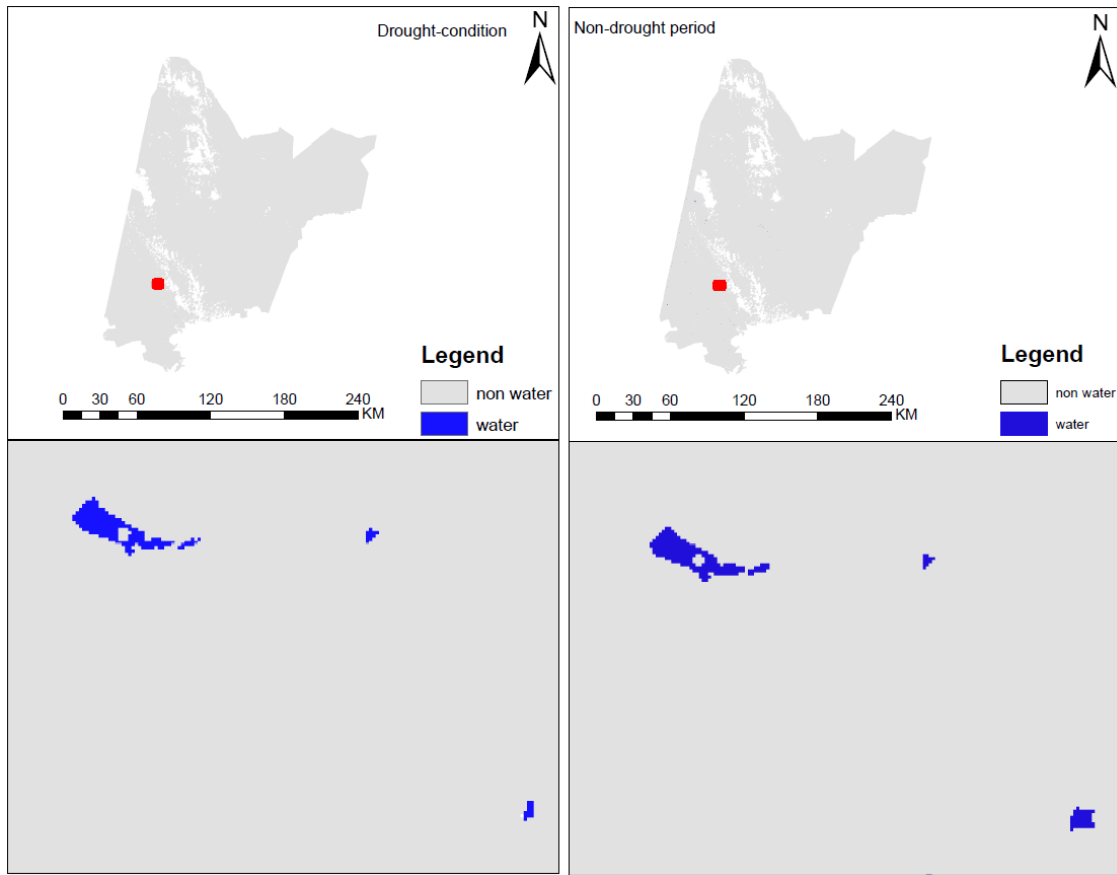 Drought-condition
N
Legend
non water
water
0 30 60 120 180 240
KM
Non-drought period
N
Legend
non water
water
0 30 60 120 180 240
KM